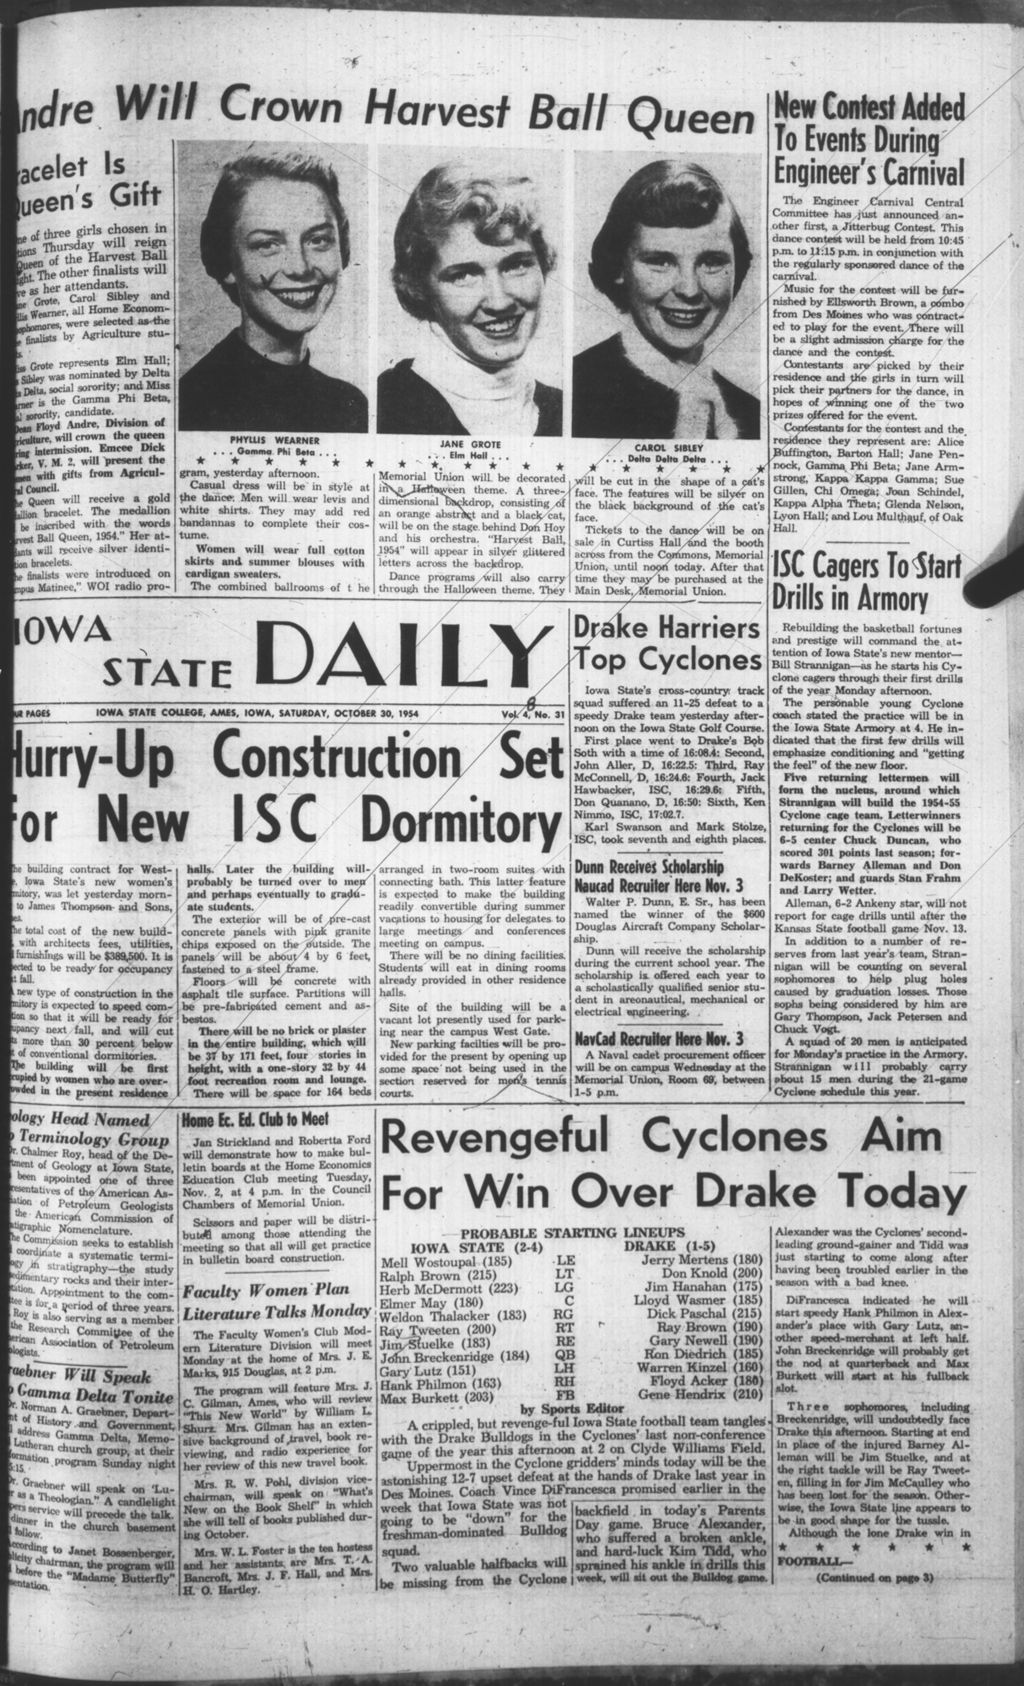 ndre Will Crown Harvest Ball Queen
acelet Is
ueen's Gift
ne of three girls chosen in
tions Thursday will reign
Queen of the Harvest Ball
ght. The other finalists will
ve as her attendants.
ne Grote, Carol Sibley and
llis Wearner, all Home Econom-
sophomores, were selected as the
e finalists by Agriculture stu-
s.
iss Grote represents Elm Hall;
s Sibley was nominated by Delta
a Delta, social sorority; and Miss
rner is the Gamma Phi Beta,
al sorority, candidate.
Dean Floyd Andre, Division of
riculture, will crown the queen
ring intermission. Emcee Dick
rker, V. M. 2, will present the
een with gifts from Agricul-
al Council.
he Queen will receive a gold
allion bracelet. The medallion
be inscribed with the words
rvest Ball Queen, 1954." Her at-
dants will receive silver identi-
tion bracelets.
he finalists were introduced on
mpus Matinee," WOI radio pro-
PHYLLIS WEARNER
. . . Gamma Phi Beta . . .
JANE GROTE
. . . Elm Hall . . .
CAROL SIBLEY
. . . Delta Delta Delta . . .
gram, yesterday afternoon.
Casual dress will be in style at
the dance. Men will wear levis and
white shirts. They may add red
bandannas to complete their cos-
tume.
Women will wear full cotton
skirts and summer blouses with
cardigan sweaters.
The combined ballrooms of t he
Memorial Union will be decorated
in a Halloween theme. A three-
dimensional backdrop, consisting of
an orange abstract and a black cat,
will be on the stage behind Don Hoy
and his orchestra. "Harvest Ball,
1954" will appear in silver glittered
letters across the backdrop.
Dance programs will also carry
through the Halloween theme. They
will be cut in the shape of a cat's
face. The features will be silver on
the black background of the cat's
face.
Tickets to the dance will be on
sale in Curtiss Hall and the booth
across from the Commons, Memorial
Union, until noon today. After that
time they may be purchased at the
Main Desk, Memorial Union.
New Contest Added
To Events During
Engineer's Carnival
The Engineer Carnival Central
Committee has just announced an-
other first, a Jitterbug Contest. This
dance contest will be held from 10:45
p.m. to 11:15 p.m. in conjunction with
the regularly sponsored dance of the
carnival.
Music for the contest will be fur-
nished by Ellsworth Brown, a combo
from Des Moines who was contract-
ed to play for the event. There will
be a slight admission charge for the
dance and the contest.
Contestants are picked by their
residence and the girls in turn will
pick their partners for the dance, in
hopes of winning one of the two
prizes offered for the event.
Contestants for the contest and the
residence they represent are: Alice
Buffington, Barton Hall; Jane Pen-
nock, Gamma Phi Beta; Jane Arm-
strong, Kappa Kappa Gamma; Sue
Gillen, Chi Omega; Joan Schindel,
Kappa Alpha Theta; Glenda Nelson,
Lyon Hall; and Lou Multhauf, of Oak
Hall.
ISC Cagers To Start
Drills in Armory
Rebuilding the basketball fortunes
and prestige will command the at-
tention of Iowa State's new mentor—
Bill Strannigan—as he starts his Cy-
clone cagers through their first drills
of the year Monday afternoon.
The personable young Cyclone
coach stated the practice will be in
the Iowa State Armory at 4. He in-
dicated that the first few drills will
emphasize conditioning and "getting
the feel" of the new floor.
Five returning lettermen will
form the nucleus, around which
Strannigan will build the 1954-55
Cyclone cage team. Letterwinners
returning for the Cyclones will be
6-5 center Chuck Duncan, who
scored 301 points last season; for-
wards Barney Alleman and Don
DeKoster; and guards Stan Frahm
and Larry Wetter.
Alleman, 6-2 Ankeny star, will not
report for cage drills until after the
Kansas State football game Nov. 13.
In addition to a number of re-
serves from last year's team, Stran-
nigan will be counting on several
sophomores to help plug holes
caused by graduation losses. Those
sophs being considered by him are
Gary Thompson, Jack Petersen and
Chuck Vogt.
A squad of 20 men is anticipated
for Monday's practice in the Armory.
Strannigan will probably carry
about 15 men during the 21-game
Cyclone schedule this year.
IOWA
STATE DAILY
UR PAGES
IOWA STATE COLLEGE, AMES, IOWA, SATURDAY, OCTOBER 30, 1954
Vol. 4, No. 31
8
Hurry-Up Construction Set
For New ISC Dormitory
he building contract for West-
e, Iowa State's new women's
mitory, was let yesterday morn-
to James Thompson and Sons,
es.
he total cost of the new build-
, with architects fees, utilities,
furnishings will be $389,500. It is
ected to be ready for occupancy
t fall.
A new type of construction in the
mitory is expected to speed com-
tion so that it will be ready for
upancy next fall, and will cut
ts more than 30 percent below
t of conventional dormitories.
The building will be first
cupied by women who are over-
owded in the present residence
halls. Later the building will
probably be turned over to men
and perhaps eventually to gradu-
ate students.
The exterior will be of pre-cast
concrete panels with pink granite
chips exposed on the outside. The
panels will be about 4 by 6 feet,
fastened to a steel frame.
Floors will be concrete with
asphalt tile surface. Partitions will
be pre-fabricated cement and as-
bestos.
There will be no brick or plaster
in the entire building, which will
be 37 by 171 feet, four stories in
height, with a one-story 32 by 44
foot recreation room and lounge.
There will be space for 164 beds
arranged in two-room suites with
connecting bath. This latter feature
is expected to make the building
readily convertible during summer
vacations to housing for delegates to
large meetings and conferences
meeting on campus.
There will be no dining facilities.
Students will eat in dining rooms
already provided in other residence
halls.
Site of the building will be a
vacant lot presently used for park-
ing near the campus West Gate.
New parking facilties will be pro-
vided for the present by opening up
some space not being used in the
section reserved for men's tennis
courts.
Drake Harriers
Top Cyclones
Iowa State's cross-country track
squad suffered an 11-25 defeat to a
speedy Drake team yesterday after-
noon on the Iowa State Golf Course.
First place went to Drake's Bob
Soth with a time of 16:08.4; Second,
John Aller, D, 16:22.5; Third, Ray
McConnell, D, 16:24.6; Fourth, Jack
Hawbacker, ISC, 16:29.6; Fifth,
Don Quanano, D, 16:50; Sixth, Ken
Nimmo, ISC, 17:02.7.
Karl Swanson and Mark Stolze,
ISC, took seventh and eighth places.
Dunn Receives Scholarship
Naucad Recruiter Here Nov. 3
Walter P. Dunn, E. Sr., has been
named the winner of the $600
Douglas Aircraft Company Scholar-
ship.
Dunn will receive the scholarship
during the current school year. The
scholarship is offered each year to
a scholastically qualified senior stu-
dent in areonautical, mechanical or
electrical engineering.
NavCad Recruiter Here Nov. 3
A Naval cadet procurement officer
will be on campus Wednesday at the
Memorial Union, Room 69, between
1-5 p.m.
ology Head Named
o Terminology Group
r. Chalmer Roy, head of the De-
tment of Geology at Iowa State,
been appointed one of three
resentatives of the American As-
iation of Petroleum Geologists
the American Commission of
atigraphic Nomenclature.
he Commission seeks to establish
coordinate a systematic termi-
ogy in stratigraphy—the study
sedimentary rocks and their inter-
tation. Appointment to the com-
tee is for a period of three years.
Roy is also serving as a member
the Research Committee of the
erican Association of Petroleum
logists.
raebner Will Speak
o Gamma Delta Tonite
r. Norman A. Graebner, Depart-
nt of History and Government,
address Gamma Delta, Memo-
Lutheran church group, at their
formation program Sunday night
5:15.
r. Graebner will speak on "Lu-
r as a Theologian." A candlelight
pers service will precede the talk.
dinner in the church basement
l follow.
ccording to Janet Bossenberger,
licity chairman, the program will
before the "Madame Butterfly"
sentation.
Home Ec. Ed. Club to Meet
Jan Strickland and Robertta Ford
will demonstrate how to make bul-
letin boards at the Home Economics
Education Club meeting Tuesday,
Nov. 2, at 4 p.m. in the Council
Chambers of Memorial Union.
Scissors and paper will be distri-
buted among those attending the
meeting so that all will get practice
in bulletin board construction.
Faculty Women Plan
Literature Talks Monday
The Faculty Women's Club Mod-
ern Literature Division will meet
Monday at the home of Mrs. J. E.
Marks, 915 Douglas, at 2 p.m.
The program will feature Mrs. J.
C. Gilman, Ames, who will review
"This New World" by William L.
Shurz. Mrs. Gilman has an exten-
sive background of travel, book re-
viewing, and radio experience for
her review of this new travel book.
Mrs. R. W. Pohl, division vice-
chairman, will speak on "What's
New on the Book Shelf" in which
she will tell of books published dur-
ing October.
Mrs. W. L. Foster is the tea hostess
and her assistants are Mrs. T. A.
Bancroft, Mrs. J. F. Hall, and Mrs.
H. O. Hartley.
Revengeful Cyclones Aim
For Win Over Drake Today
PROBABLE STARTING LINEUPS
IOWA STATE (2-4) DRAKE (1-5)
Mell Wostoupal (185) LE Jerry Mertens (180)
Ralph Brown (215) LT Don Knold (200)
Herb McDermott (223) LG Jim Hanahan (175)
Elmer May (180) C Lloyd Wasmer (185)
Weldon Thalacker (183) RG Dick Paschal (215)
Ray Tweeten (200) RT Ray Brown (190)
Jim Stuelke (183) RE Gary Newell (190)
John Breckenridge (184) QB Ron Diedrich (185)
Gary Lutz (151) LH Warren Kinzel (160)
Hank Philmon (163) RH Floyd Acker (180)
Max Burkett (203) FB Gene Hendrix (210)
by Sports Editor
A crippled, but revenge-ful Iowa State football team tangles
with the Drake Bulldogs in the Cyclones' last non-conference
game of the year this afternoon at 2 on Clyde Williams Field.
Uppermost in the Cyclone gridders' minds today will be the
astonishing 12-7 upset defeat at the hands of Drake last year in
Des Moines. Coach Vince DiFrancesca promised earlier in the
week that Iowa State was not
going to be "down" for the
freshman-dominated Bulldog
squad.
Two valuable halfbacks will
be missing from the Cyclone
backfield in today's Parents
Day game. Bruce Alexander,
who suffered a broken ankle,
and hard-luck Kim Tidd, who
sprained his ankle in drills this
week, will sit out the Bulldog game.
Alexander was the Cyclones' second-
leading ground-gainer and Tidd was
just starting to come along after
having been troubled earlier in the
season with a bad knee.
DiFrancesca indicated he will
start speedy Hank Philmon in Alex-
ander's place with Gary Lutz, an-
other speed-merchant at left half.
John Breckenridge will probably get
the nod at quarterback and Max
Burkett will start at his fullback
slot.
Three sophomores, including
Breckenridge, will undoubtedly face
Drake this afternoon. Starting at end
in place of the injured Barney Al-
leman will be Jim Stuelke, and at
the right tackle will be Ray Tweet-
en, filling in for Jim McCaulley who
has been lost for the season. Other-
wise, the Iowa State line appears to
be in good shape for the tussle.
Although the lone Drake win in
FOOTBALL—
(Continued on page 3)